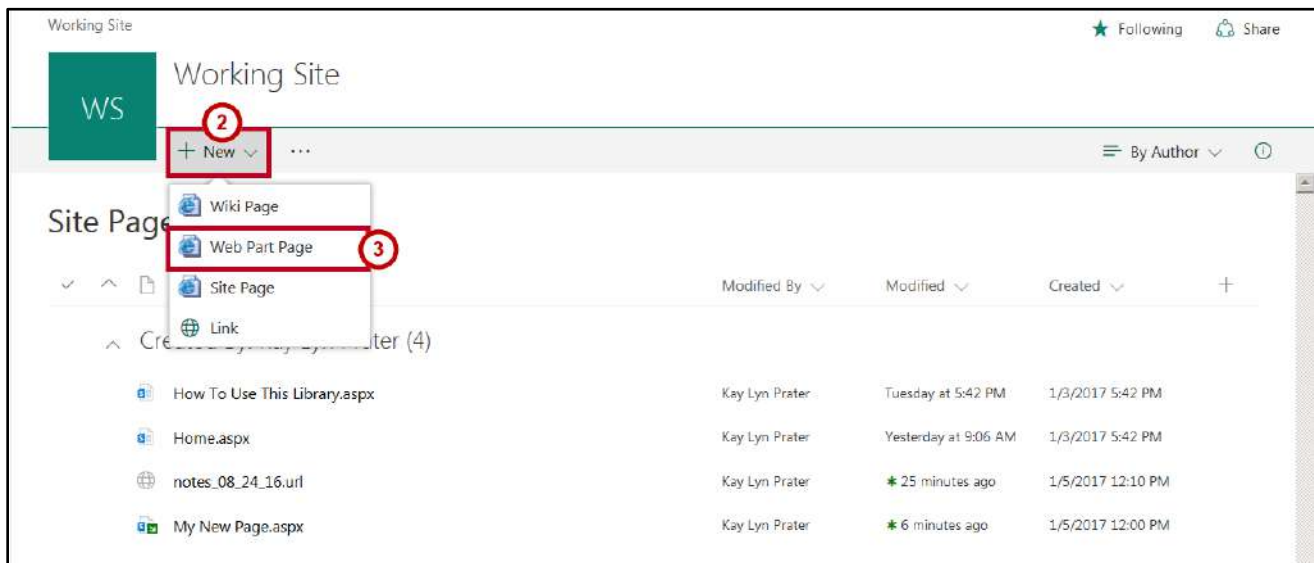 Working Site
Following Share
Working Site
WS
2
New ... By Author
Wiki Page
Site Page
Web Part Page 3
Site Page
Modified By Modified Created
Link
ter (4)
How To Use This Library.aspx Kay Lyn Prater Tuesday at 5:42 PM 1/3/2017 5:42 PM
Home.aspx Kay Lyn Prater Yesterday at 9:06 AM 1/3/2017 5:42 PM
notes_08_24_16.url Kay Lyn Prater 25 minutes ago 1/5/2017 12:10 PM
My New Page.aspx Kay Lyn Prater 6 minutes ago 1/5/2017 12:00 PM